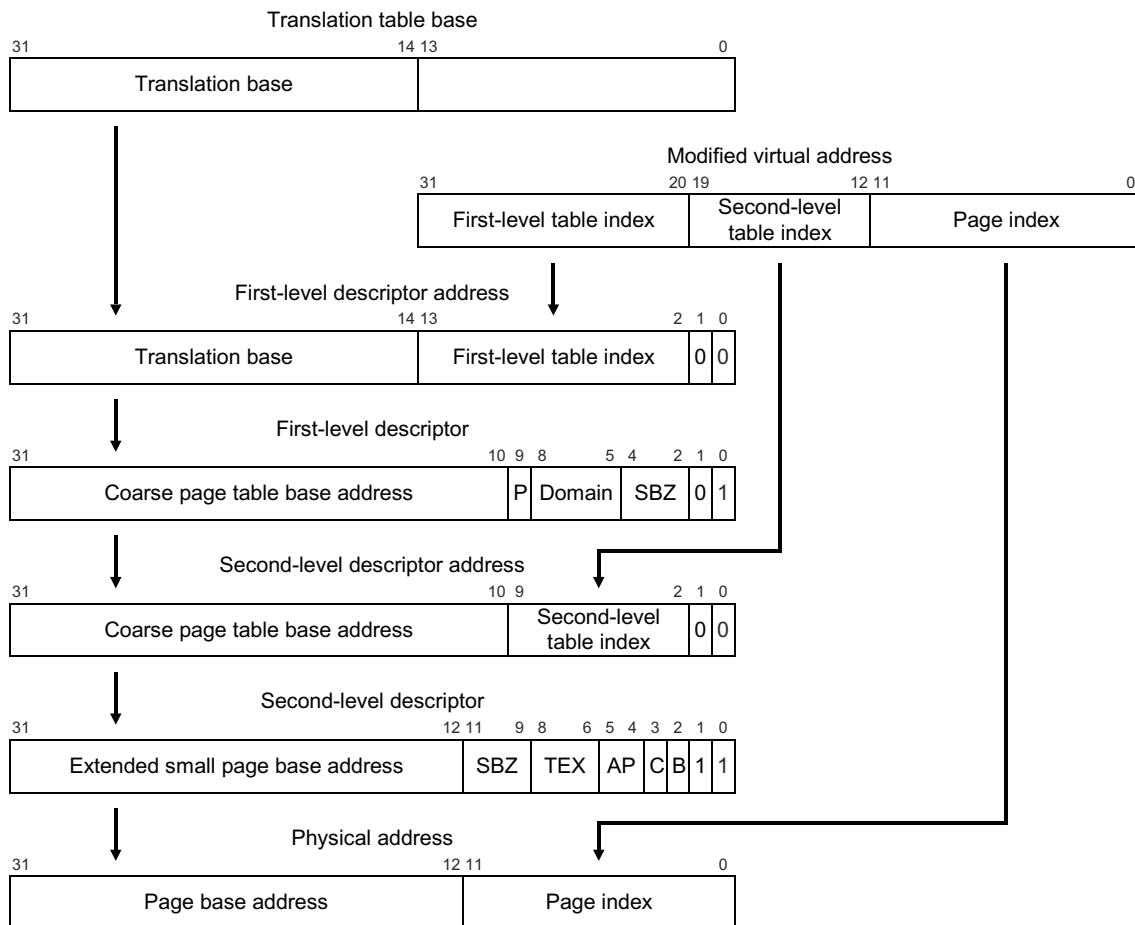 Translation table base
31 14 13 0
Translation base
Modified virtual address
31 20 19 12 11 0
First-level table index Second-level table index Page index
First-level descriptor address
31 14 13 2 1 0
Translation base First-level table index 0 0
First-level descriptor
31 10 9 8 5 4 2 1 0
Coarse page table base address P Domain SBZ 0 1
Second-level descriptor address
31 10 9 2 1 0
Coarse page table base address Second-level table index 0 0
Second-level descriptor
31 12 11 9 8 6 5 4 3 2 1 0
Extended small page base address SBZ TEX AP C B 1 1
Physical address
31 12 11 0
Page base address Page index